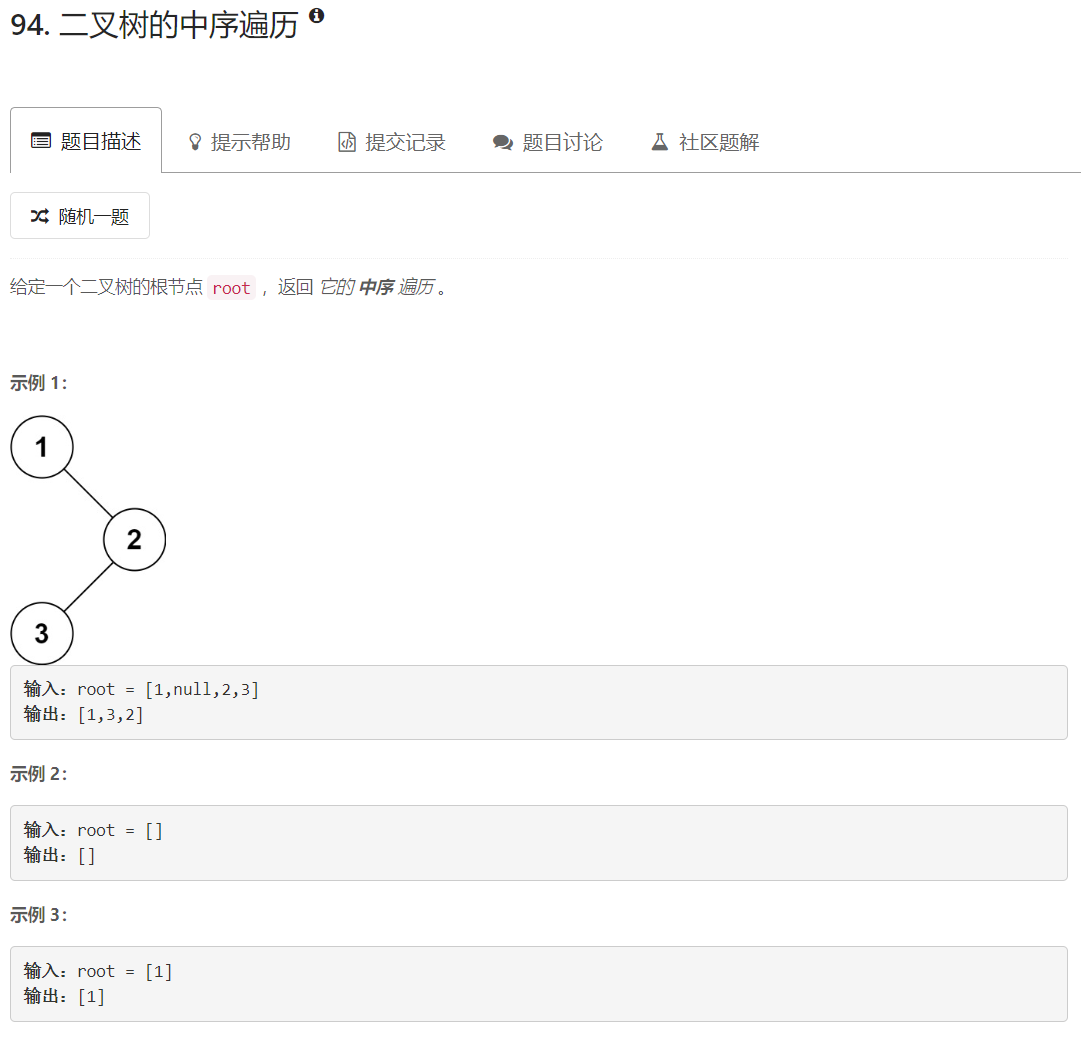 94. 二叉树的中序遍历
题目描述 提示帮助 提交记录 题目讨论 社区题解
随机一题
给定一个二叉树的根节点 root ，返回 它的 中序 遍历 。
示例 1：
1
2
3
输入：root = [1,null,2,3]
输出：[1,3,2]
示例 2：
输入：root = []
输出：[]
示例 3：
输入：root = [1]
输出：[1]